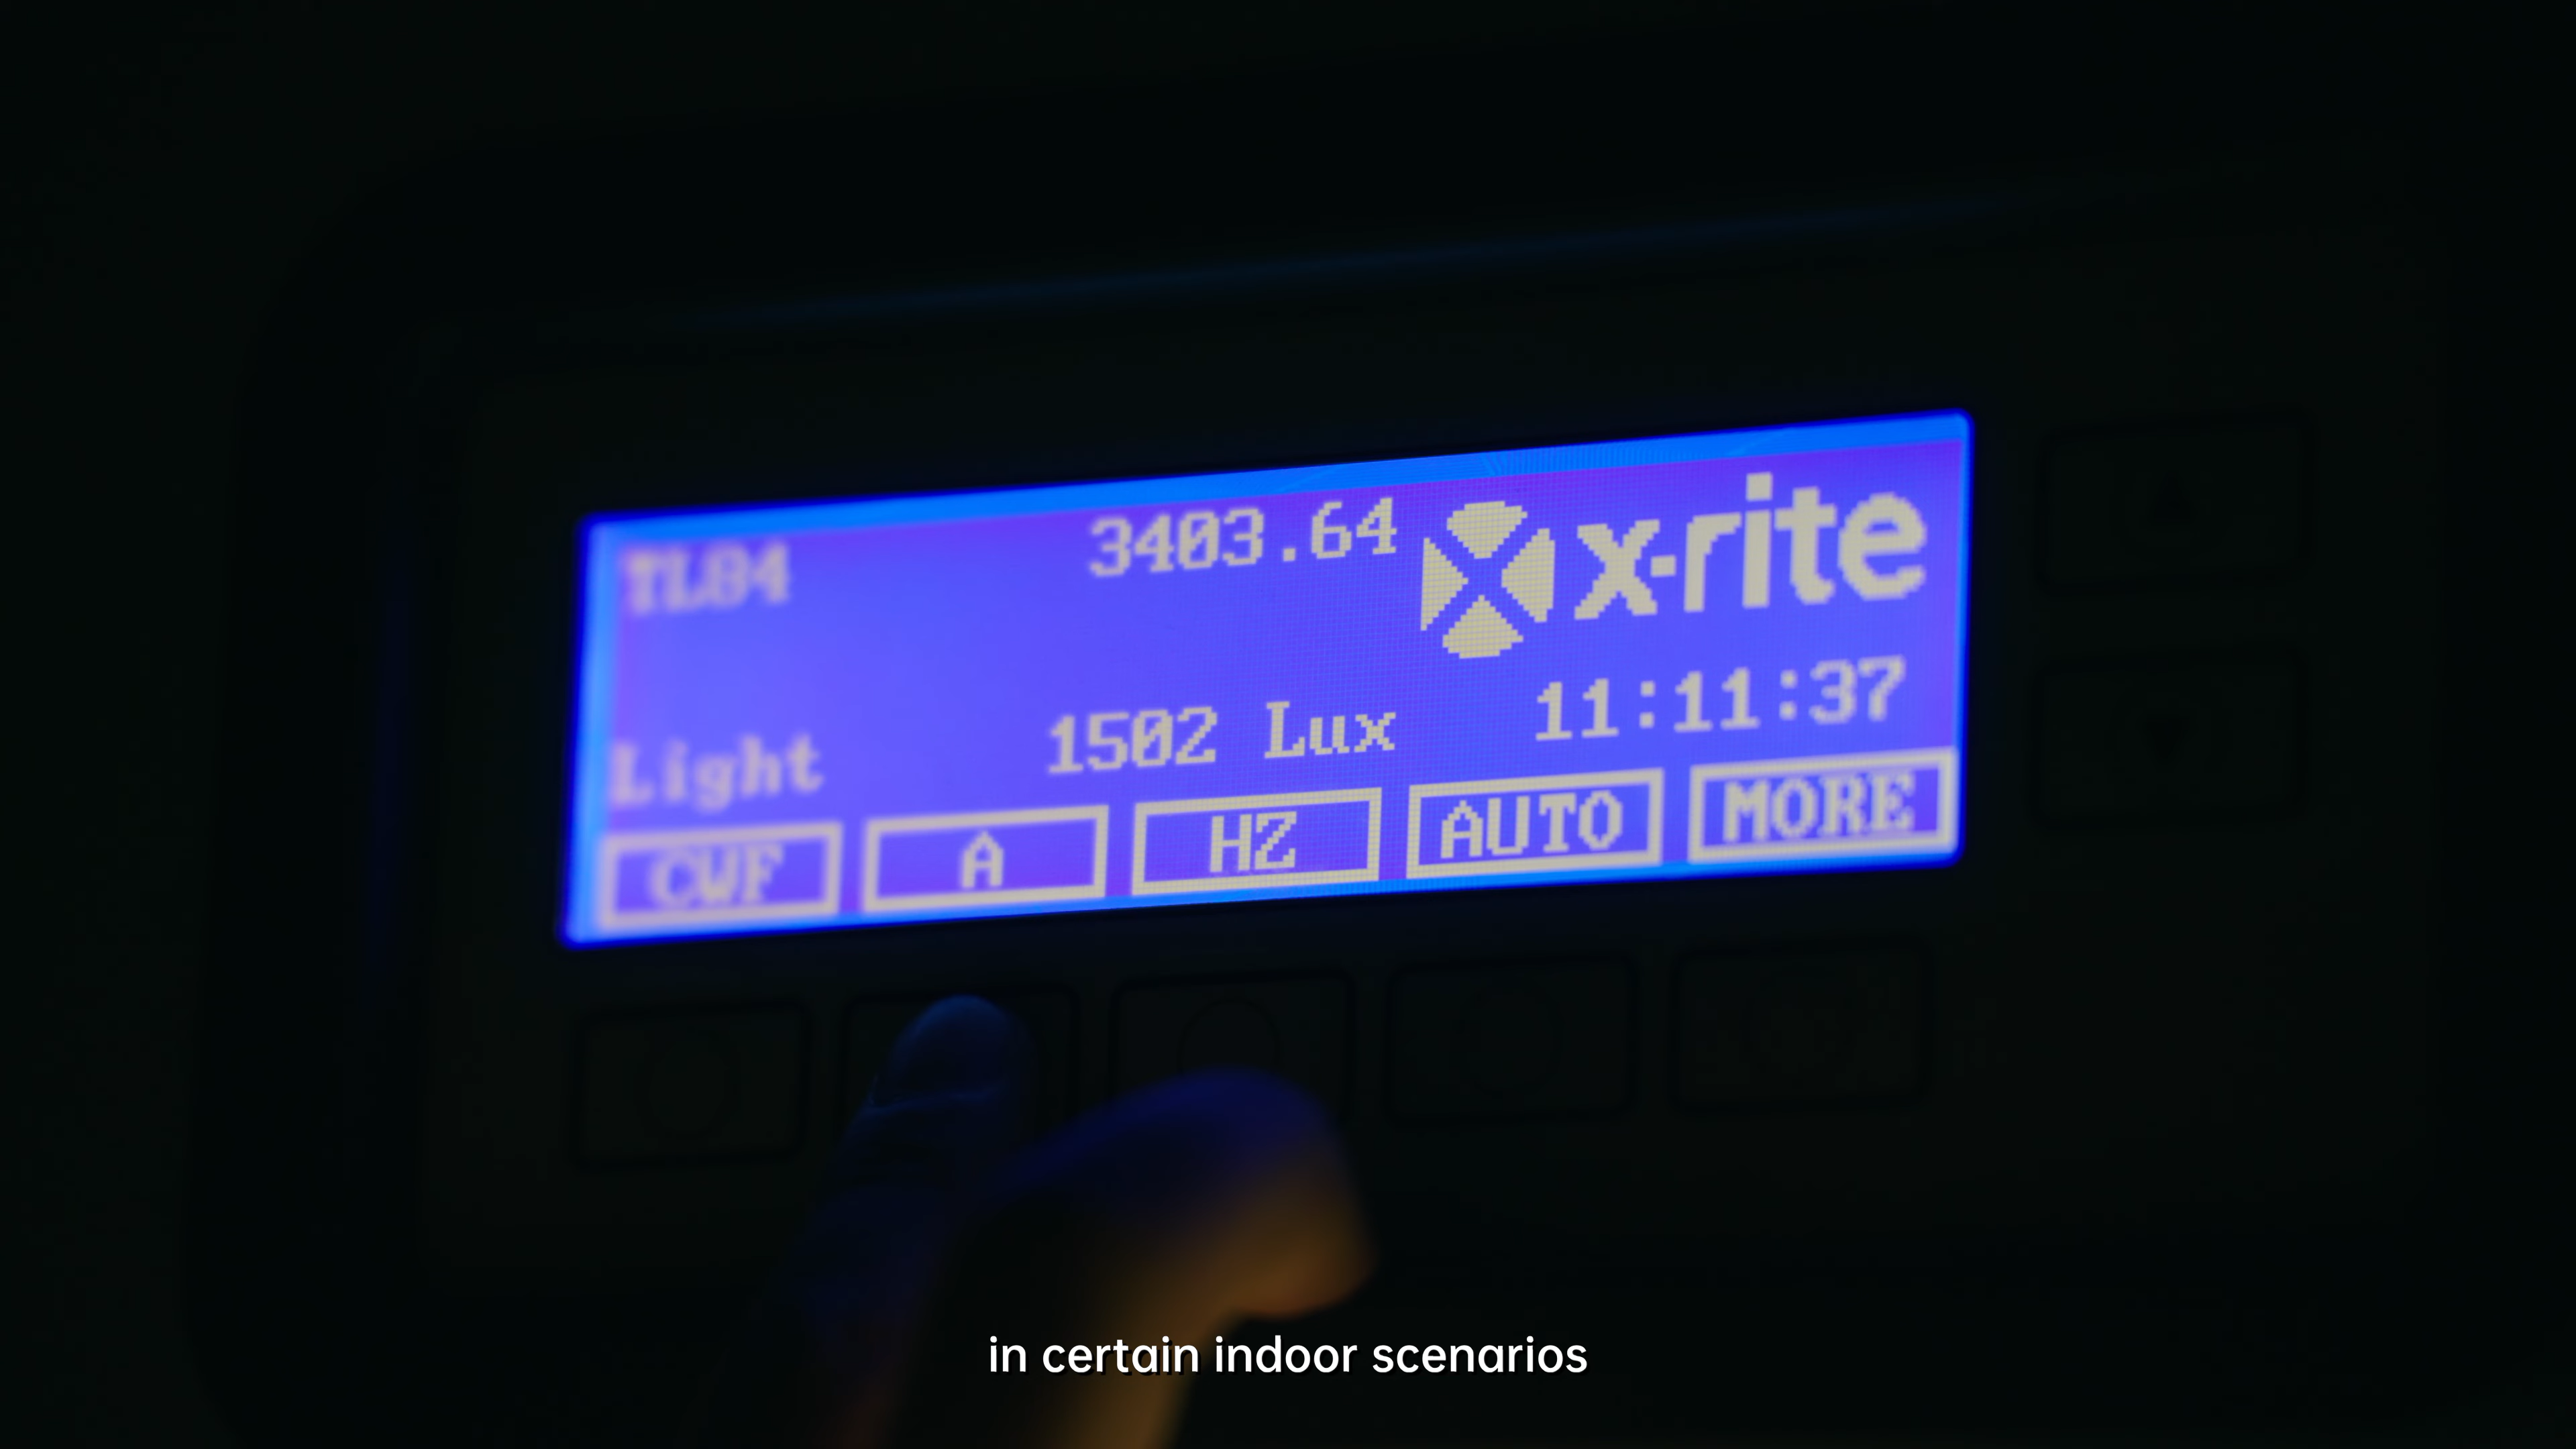 TL84 3403.64 x-rite
Light 1502 Lux 11:11:37
CWF A HZ AUTO MORE
in certain indoor scenarios